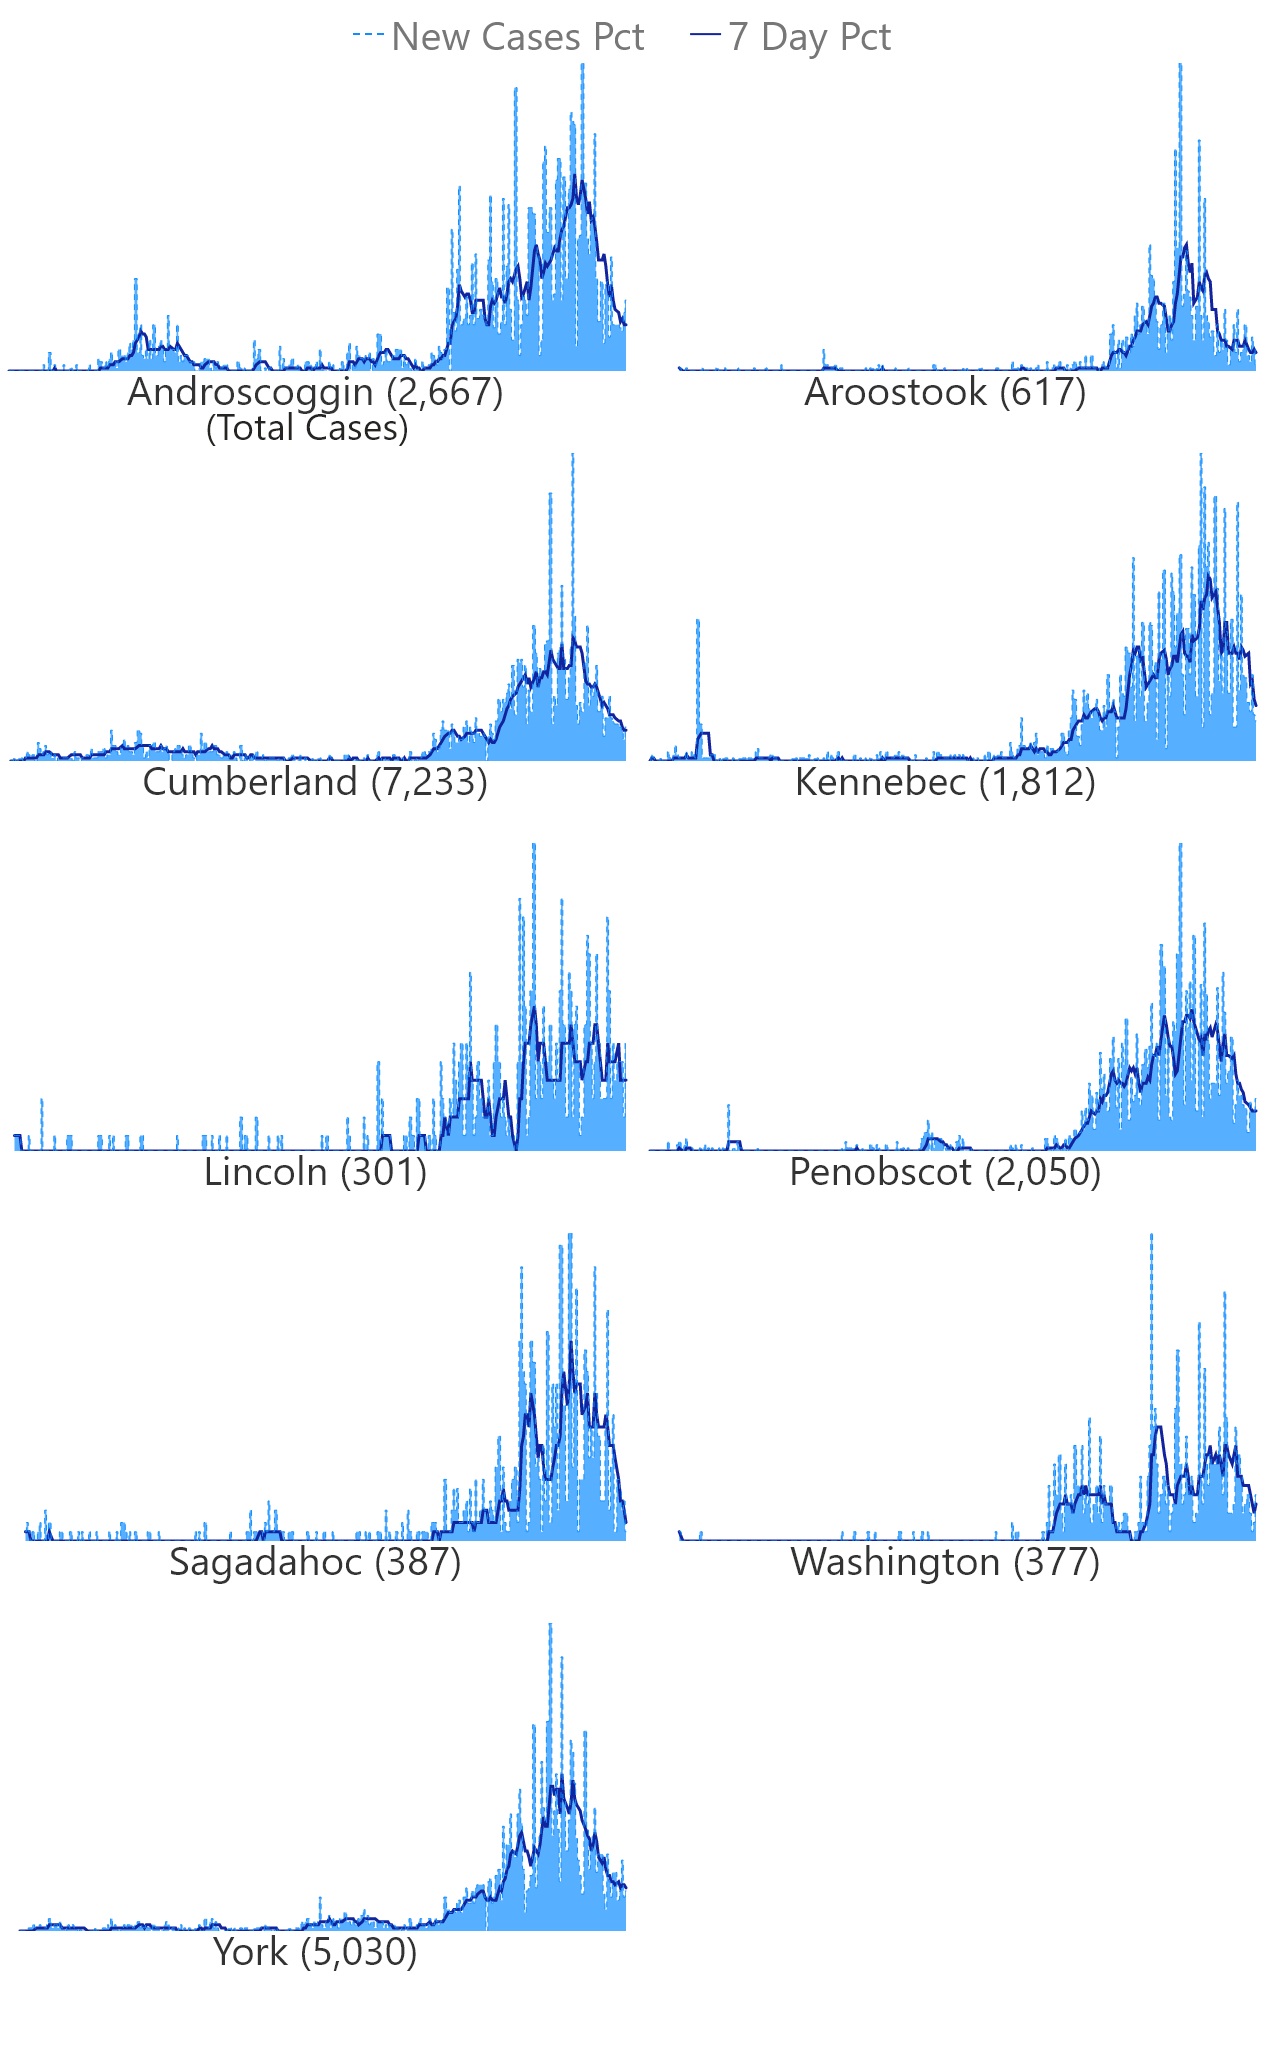 New Cases Pct 7 Day Pct
Androscoggin (2,667) Aroostook (617)
(Total Cases)
Cumberland (7,233) Kennebec (1,812)
Lincoln (301) Penobscot (2,050)
Sagadahoc (387) Washington (377)
York (5,030)